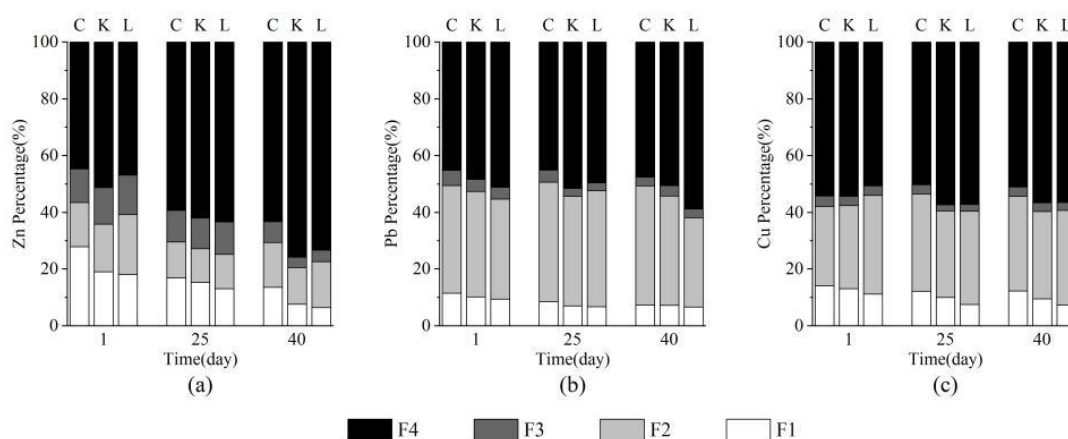 C K L C K L C K L
100
80
60
40
20
0
Zn Percentage(%)
1 25 40
Time(day)
(a)
C K L C K L C K L
100
80
60
40
20
0
Pb Percentage(%)
1 25 40
Time(day)
(b)
C K L C K L C K L
100
80
60
40
20
0
Cu Percentage(%)
1 25 40
Time(day)
(c)
F4 F3 F2 F1